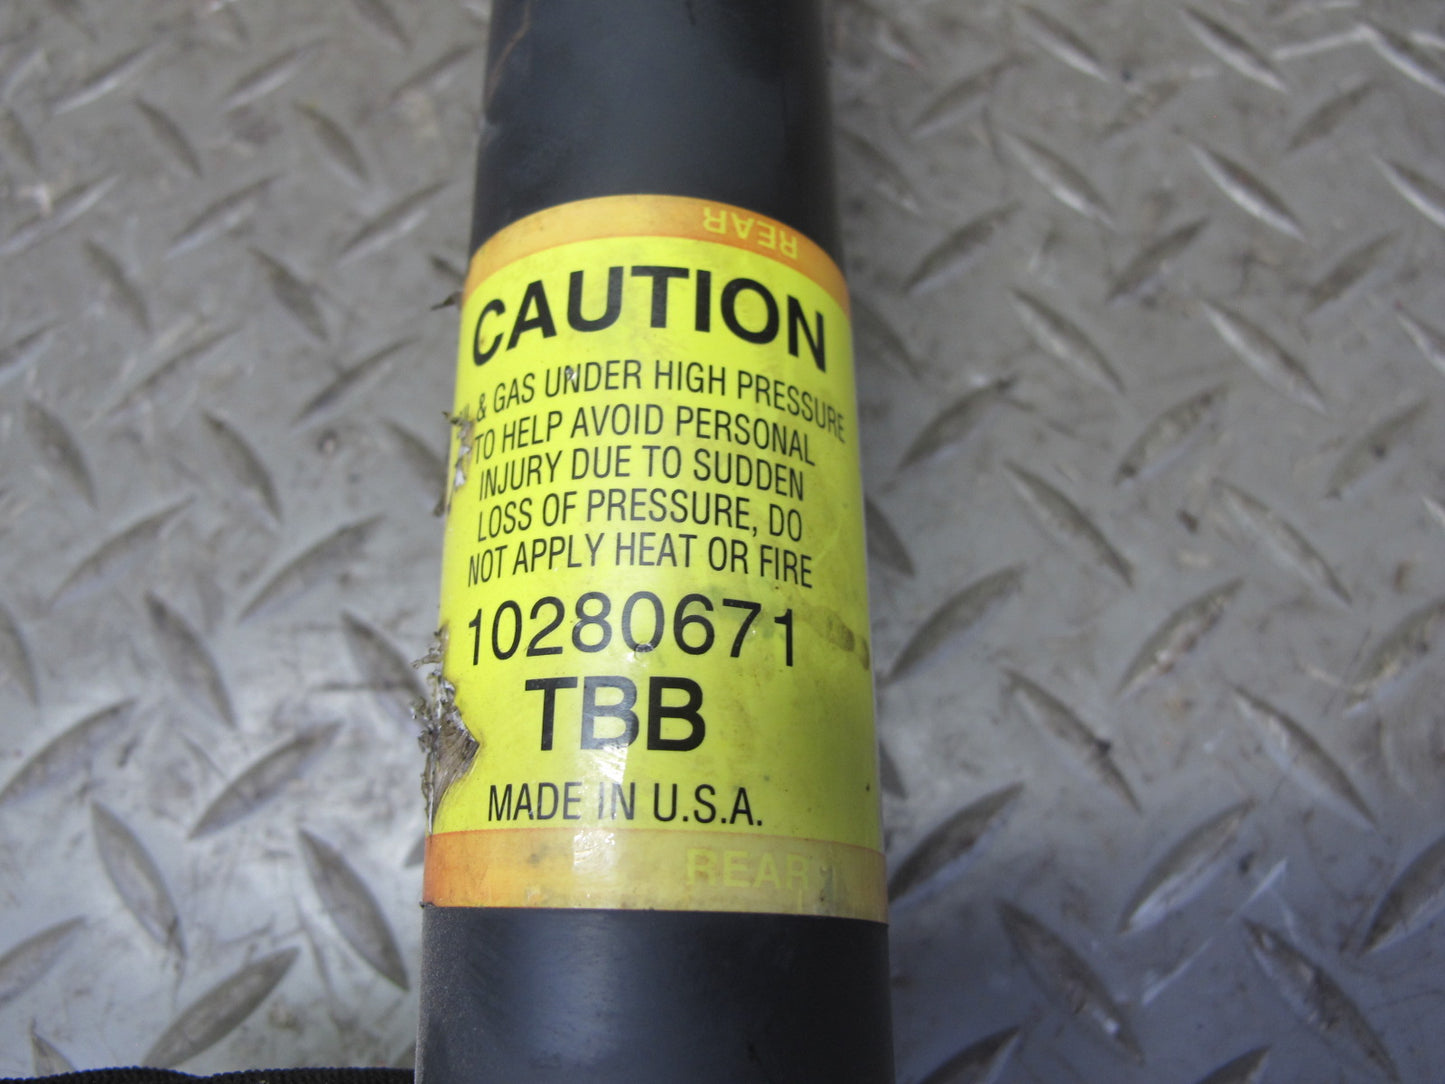 REAR
CAUTION
& GAS UNDER HIGH PRESSURE
TO HELP AVOID PERSONAL
INJURY DUE TO SUDDEN
LOSS OF PRESSURE, DO
NOT APPLY HEAT OR FIRE
10280671
TBB
MADE IN U.S.A.
REAR